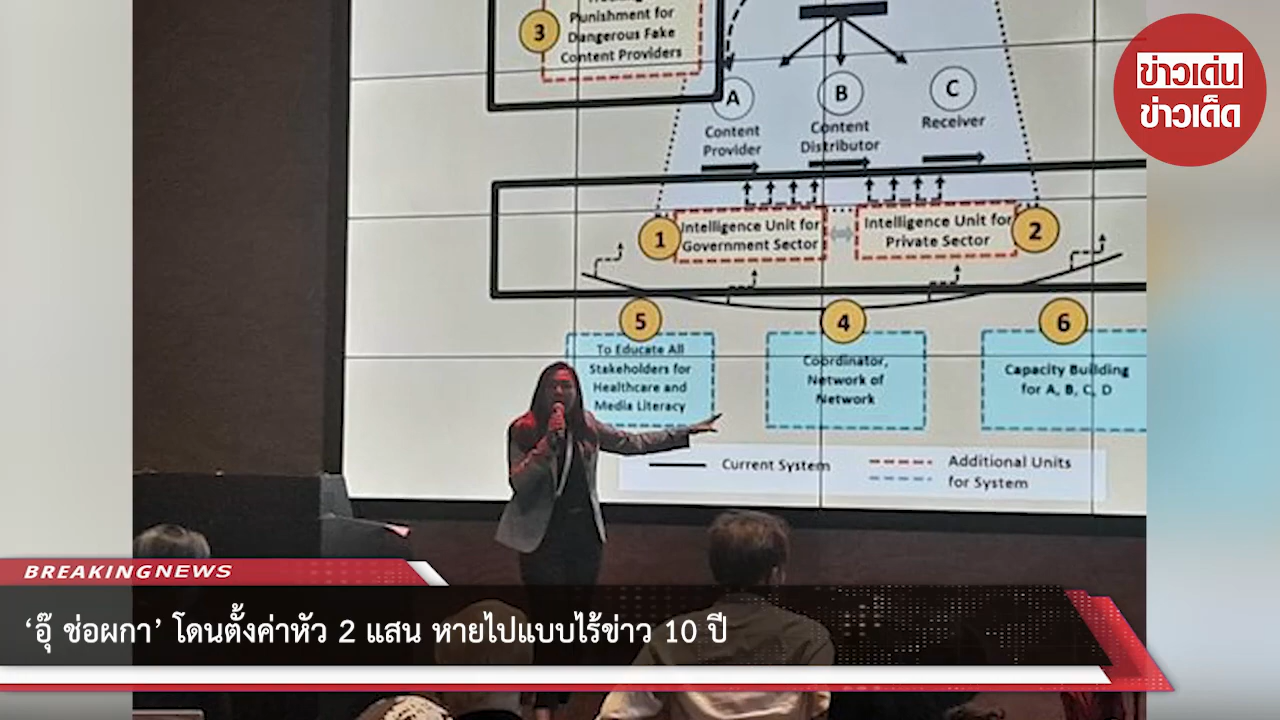 3
Punishment for
Dangerous Fake
Content Providers
A
B
C
Content
Provider
Content
Distributor
Receiver
1
Intelligence Unit for
Government Sector
Intelligence Unit for
Private Sector
2
5
4
6
To Educate All
Stakeholders for
Healthcare and
Media Literacy
Coordinator,
Network of
Network
Capacity Building
for A, B, C, D
Current System
Additional Units
for System
ข่าวเด่น
ข่าวเด็ด
BREAKING NEWS
‘อุ๊ ช่อผกา’ โดนตั้งค่าหัว 2 แสน หายไปแบบไร้ข่าว 10 ปี